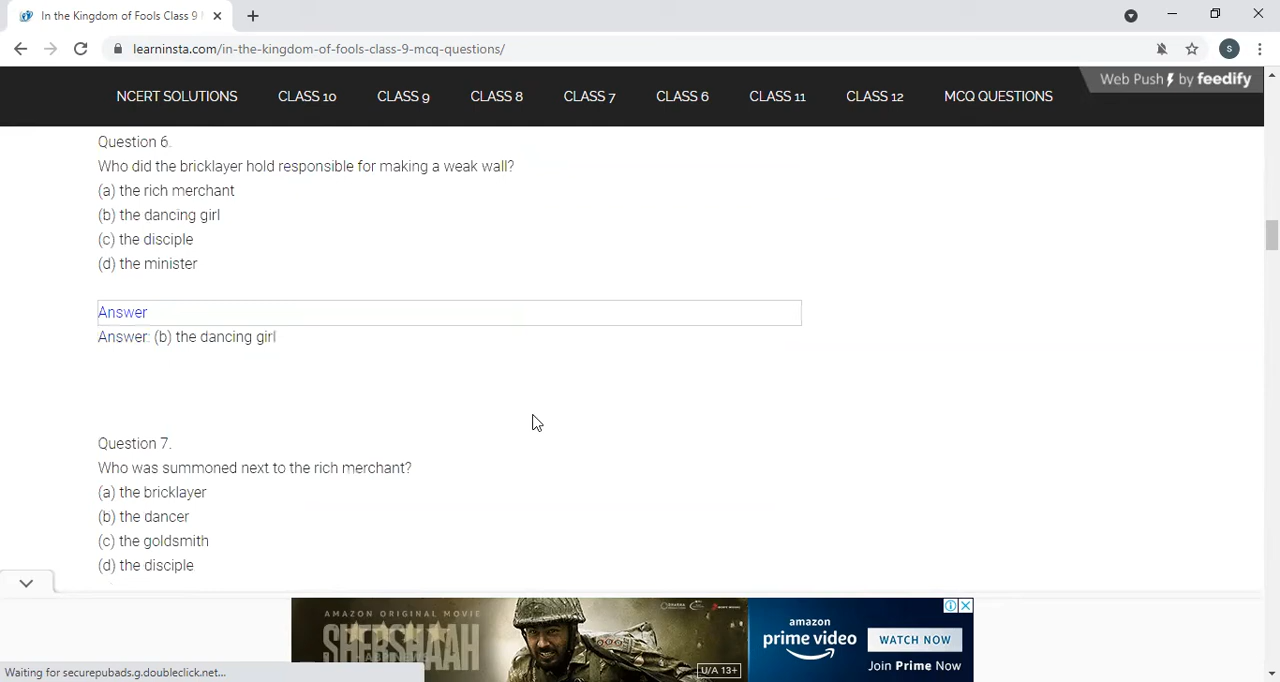 In the Kingdom of Fools Class 9
learninsta.com/in-the-kingdom-of-fools-class-9-mcq-questions/
S
Web Push by feedify
NCERT SOLUTIONS CLASS 10 CLASS 9 CLASS 8 CLASS 7 CLASS 6 CLASS 11 CLASS 12 MCQ QUESTIONS
Question 6.
Who did the bricklayer hold responsible for making a weak wall?
(a) the rich merchant
(b) the dancing girl
(c) the disciple
(d) the minister
Answer
Answer: (b) the dancing girl
Question 7.
Who was summoned next to the rich merchant?
(a) the bricklayer
(b) the dancer
(c) the goldsmith
(d) the disciple
AMAZON ORIGINAL MOVIE
SHERSHAAH
U/A 13+
amazon
prime video
WATCH NOW
Join Prime Now
Waiting for securepubads.g.doubleclick.net...